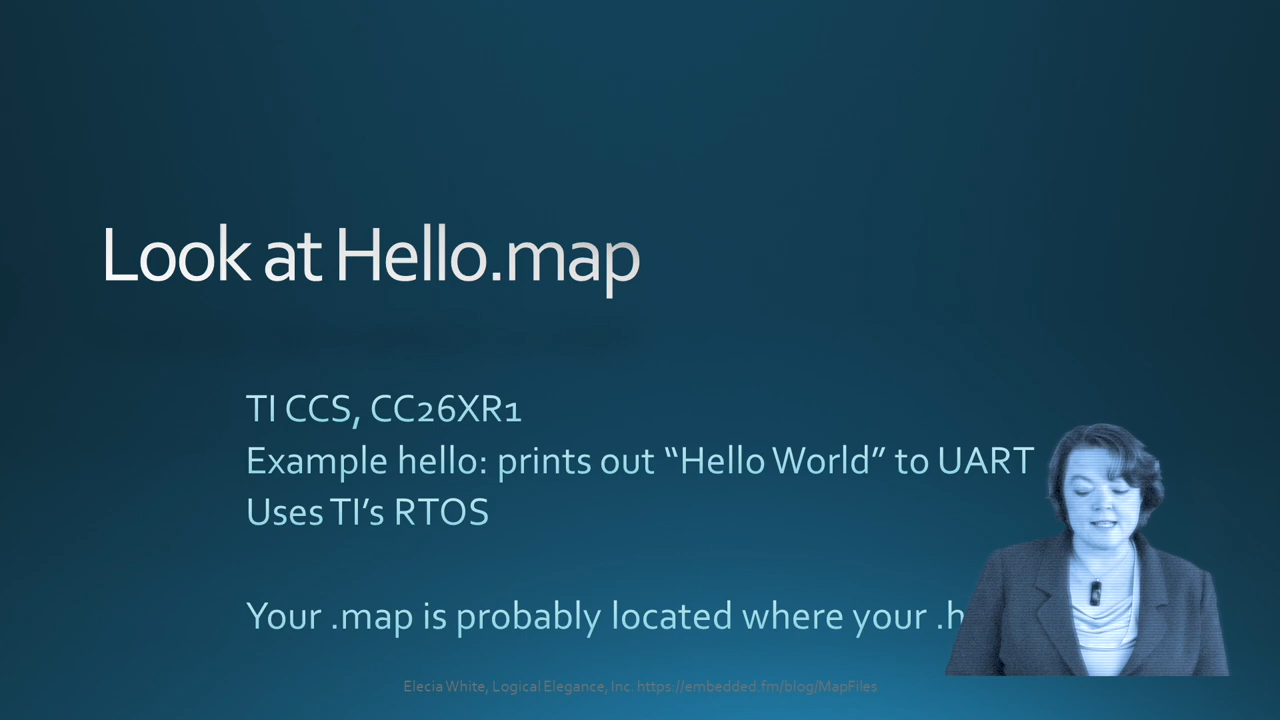 Look at Hello.map
TI CCS, CC26XR1
Example hello: prints out “Hello World” to UART
Uses TI’s RTOS
Your .map is probably located where your .h
Elecia White, Logical Elegance, Inc. https://embedded.fm/blog/MapFiles